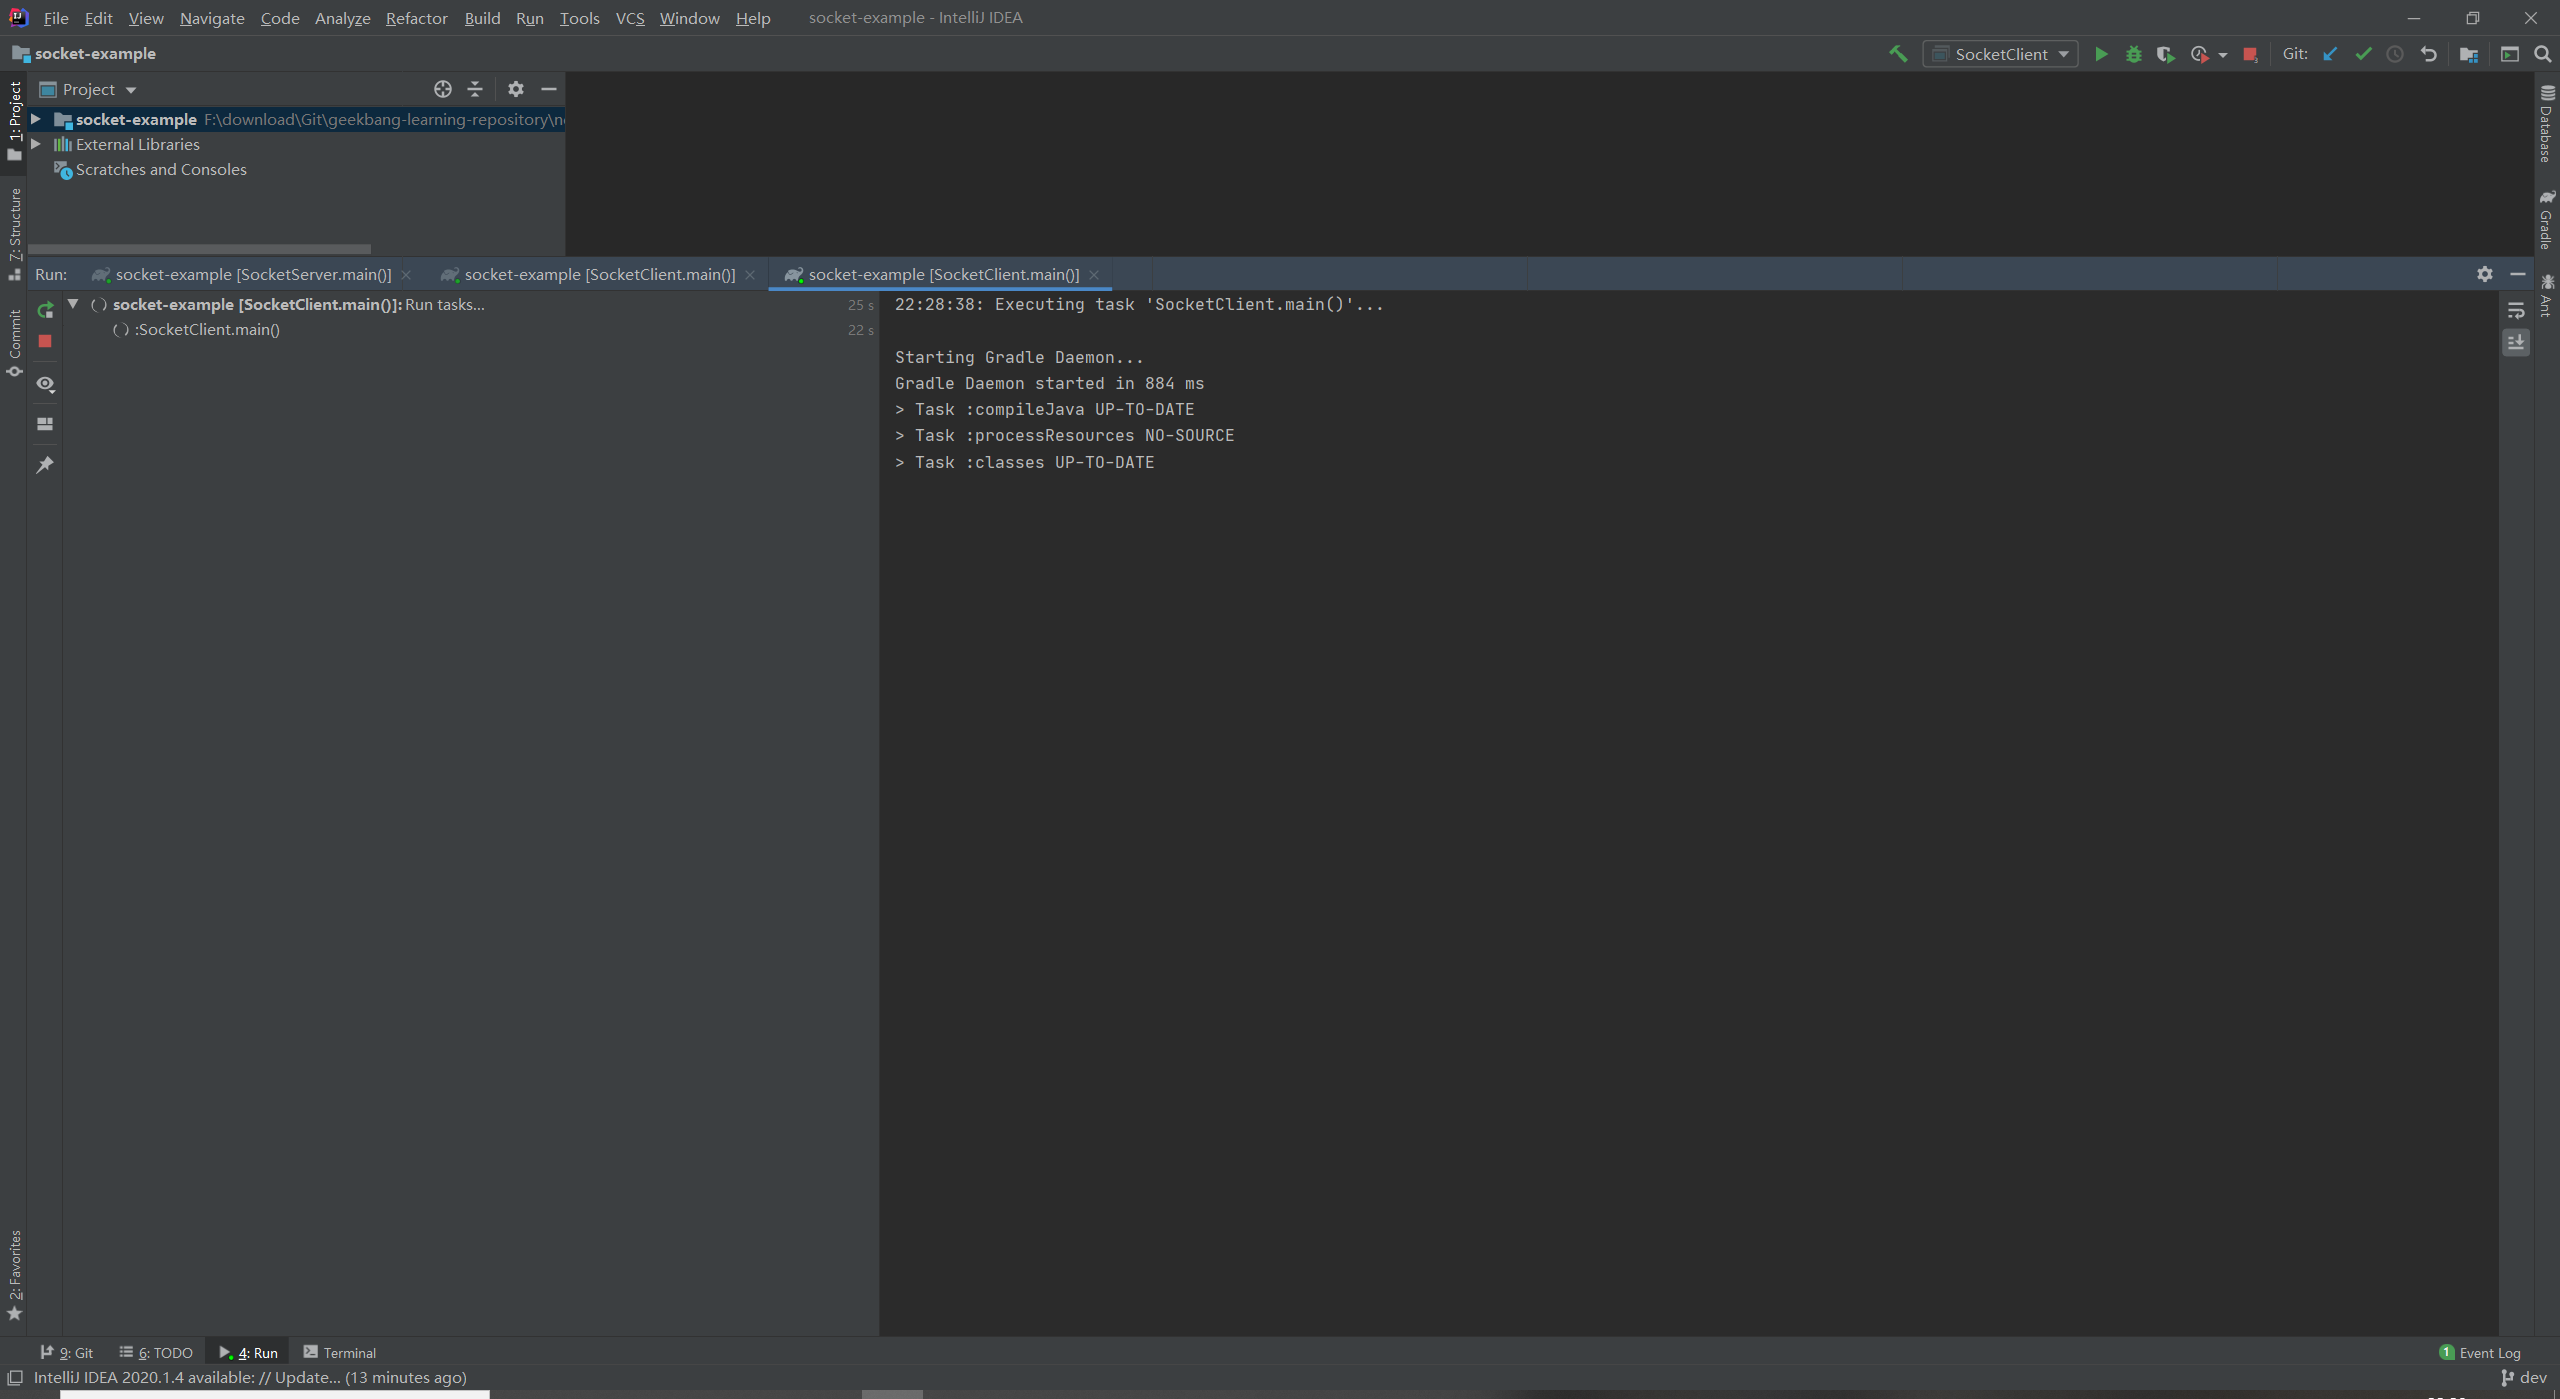 File Edit View Navigate Code Analyze Refactor Build Run Tools VCS Window Help socket-example - IntelliJ IDEA
socket-example
SocketClient
Git:
1: Project
Project
socket-example F:\download\Git\geekbang-learning-repository\n
External Libraries
Scratches and Consoles
7: Structure
Commit
2: Favorites
Database
Gradle
Ant
Run: socket-example [SocketServer.main()] socket-example [SocketClient.main()] socket-example [SocketClient.main()]
socket-example [SocketClient.main()]: Run tasks... 25 s
:SocketClient.main() 22 s
22:28:38: Executing task 'SocketClient.main()'...
Starting Gradle Daemon...
Gradle Daemon started in 884 ms
> Task :compileJava UP-TO-DATE
> Task :processResources NO-SOURCE
> Task :classes UP-TO-DATE
9: Git 6: TODO 4: Run Terminal 1 Event Log
IntelliJ IDEA 2020.1.4 available: // Update... (13 minutes ago) dev